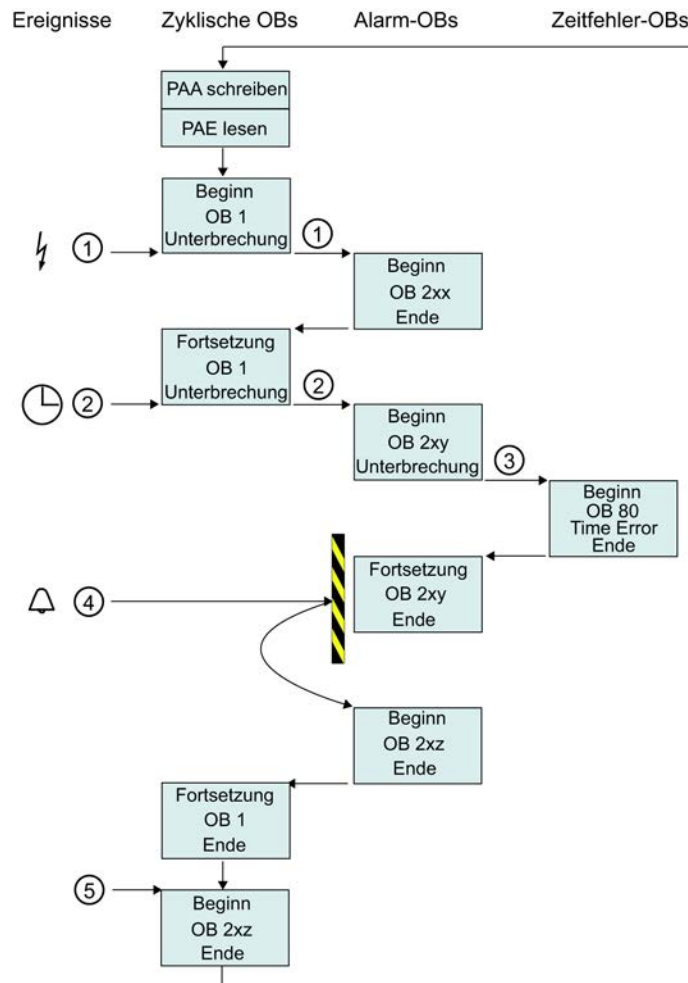 Ereignisse Zyklische OBs Alarm-OBs Zeitfehler-OBs
PAA schreiben
PAE lesen
Beginn
OB 1
Unterbrechung
1
1
Beginn
OB 2xx
Ende
Fortsetzung
OB 1
Unterbrechung
2
2
Beginn
OB 2xy
Unterbrechung
3
Beginn
OB 80
Time Error
Ende
Fortsetzung
OB 2xy
Ende
4
Beginn
OB 2xz
Ende
Fortsetzung
OB 1
Ende
5
Beginn
OB 2xz
Ende